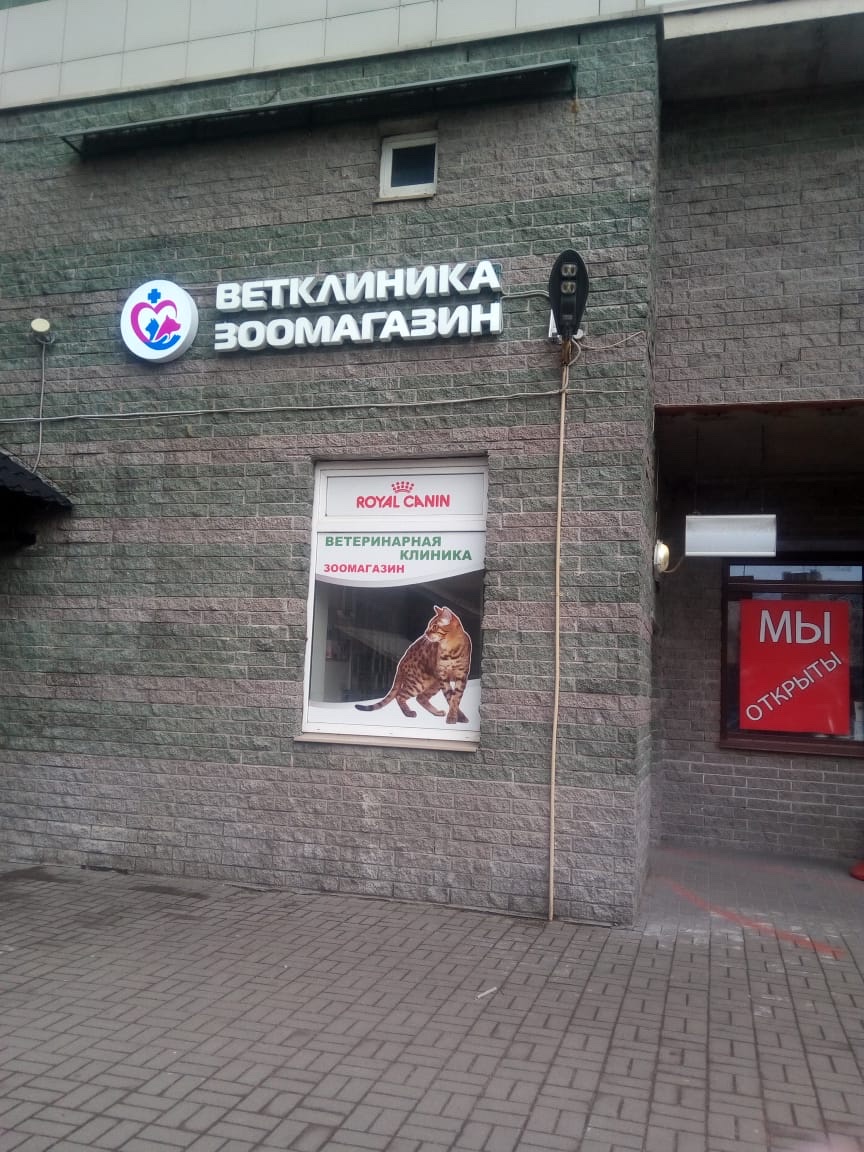 ВЕТКЛИНИКА
ЗООМАГАЗИН
ROYAL CANIN
ВЕТЕРИНАРНАЯ
КЛИНИКА
ЗООМАГАЗИН
МЫ
ОТКРЫТЫ